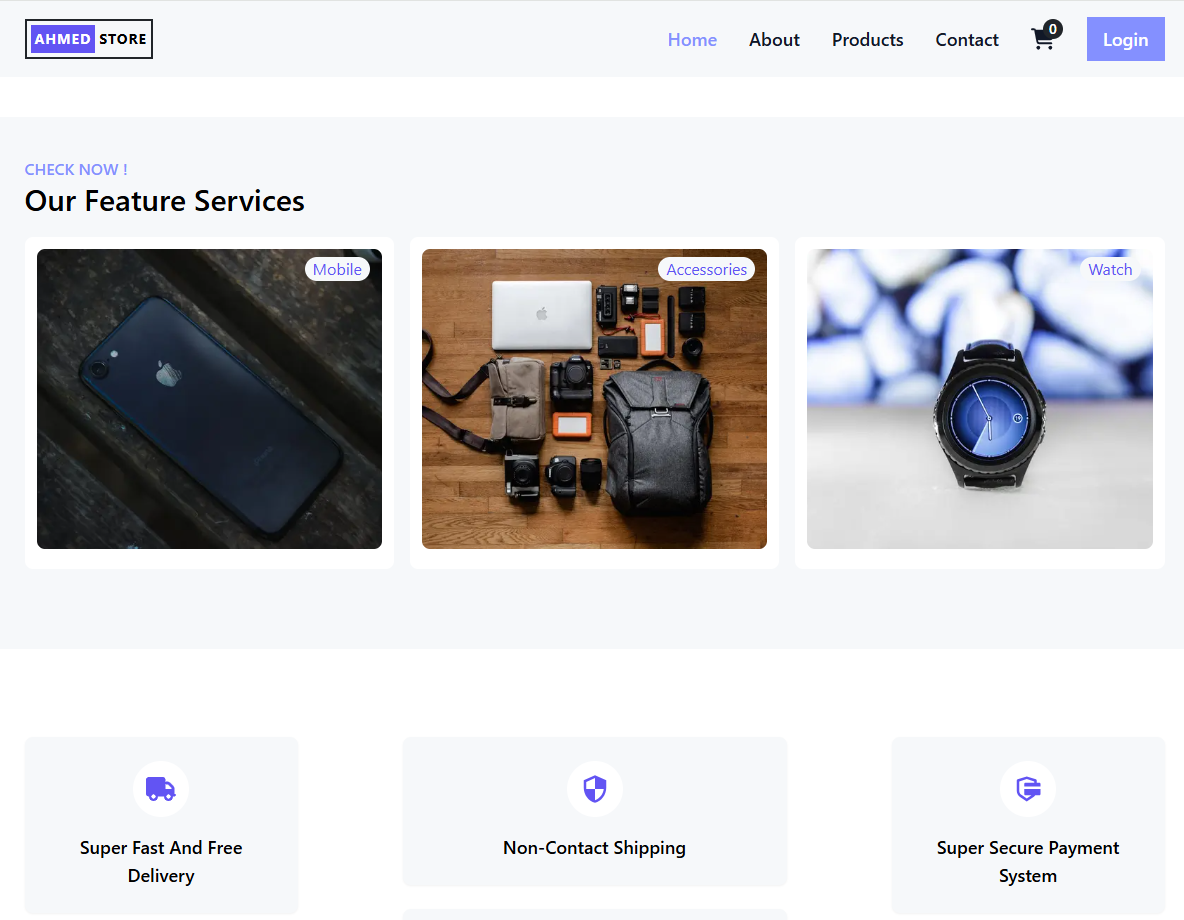 AHMED STORE
Home About Products Contact 0 Login
CHECK NOW !
Our Feature Services
Mobile
Accessories
Watch
Super Fast And Free
Delivery
Non-Contact Shipping
Super Secure Payment
System